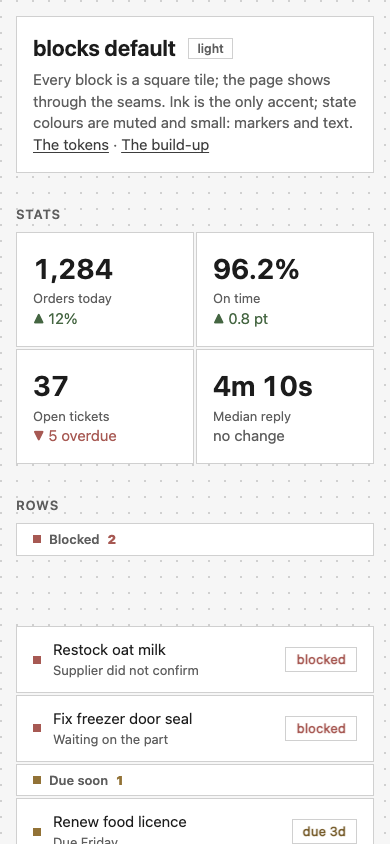 blocks default light
Every block is a square tile; the page shows
through the seams. Ink is the only accent; state
colours are muted and small: markers and text.
The tokens · The build-up
STATS
1,284
Orders today
▲ 12%
96.2%
On time
▲ 0.8 pt
37
Open tickets
▼ 5 overdue
4m 10s
Median reply
no change
ROWS
Blocked 2
Restock oat milk
Supplier did not confirm
blocked
Fix freezer door seal
Waiting on the part
blocked
Due soon 1
Renew food licence
Due Friday
due 3d